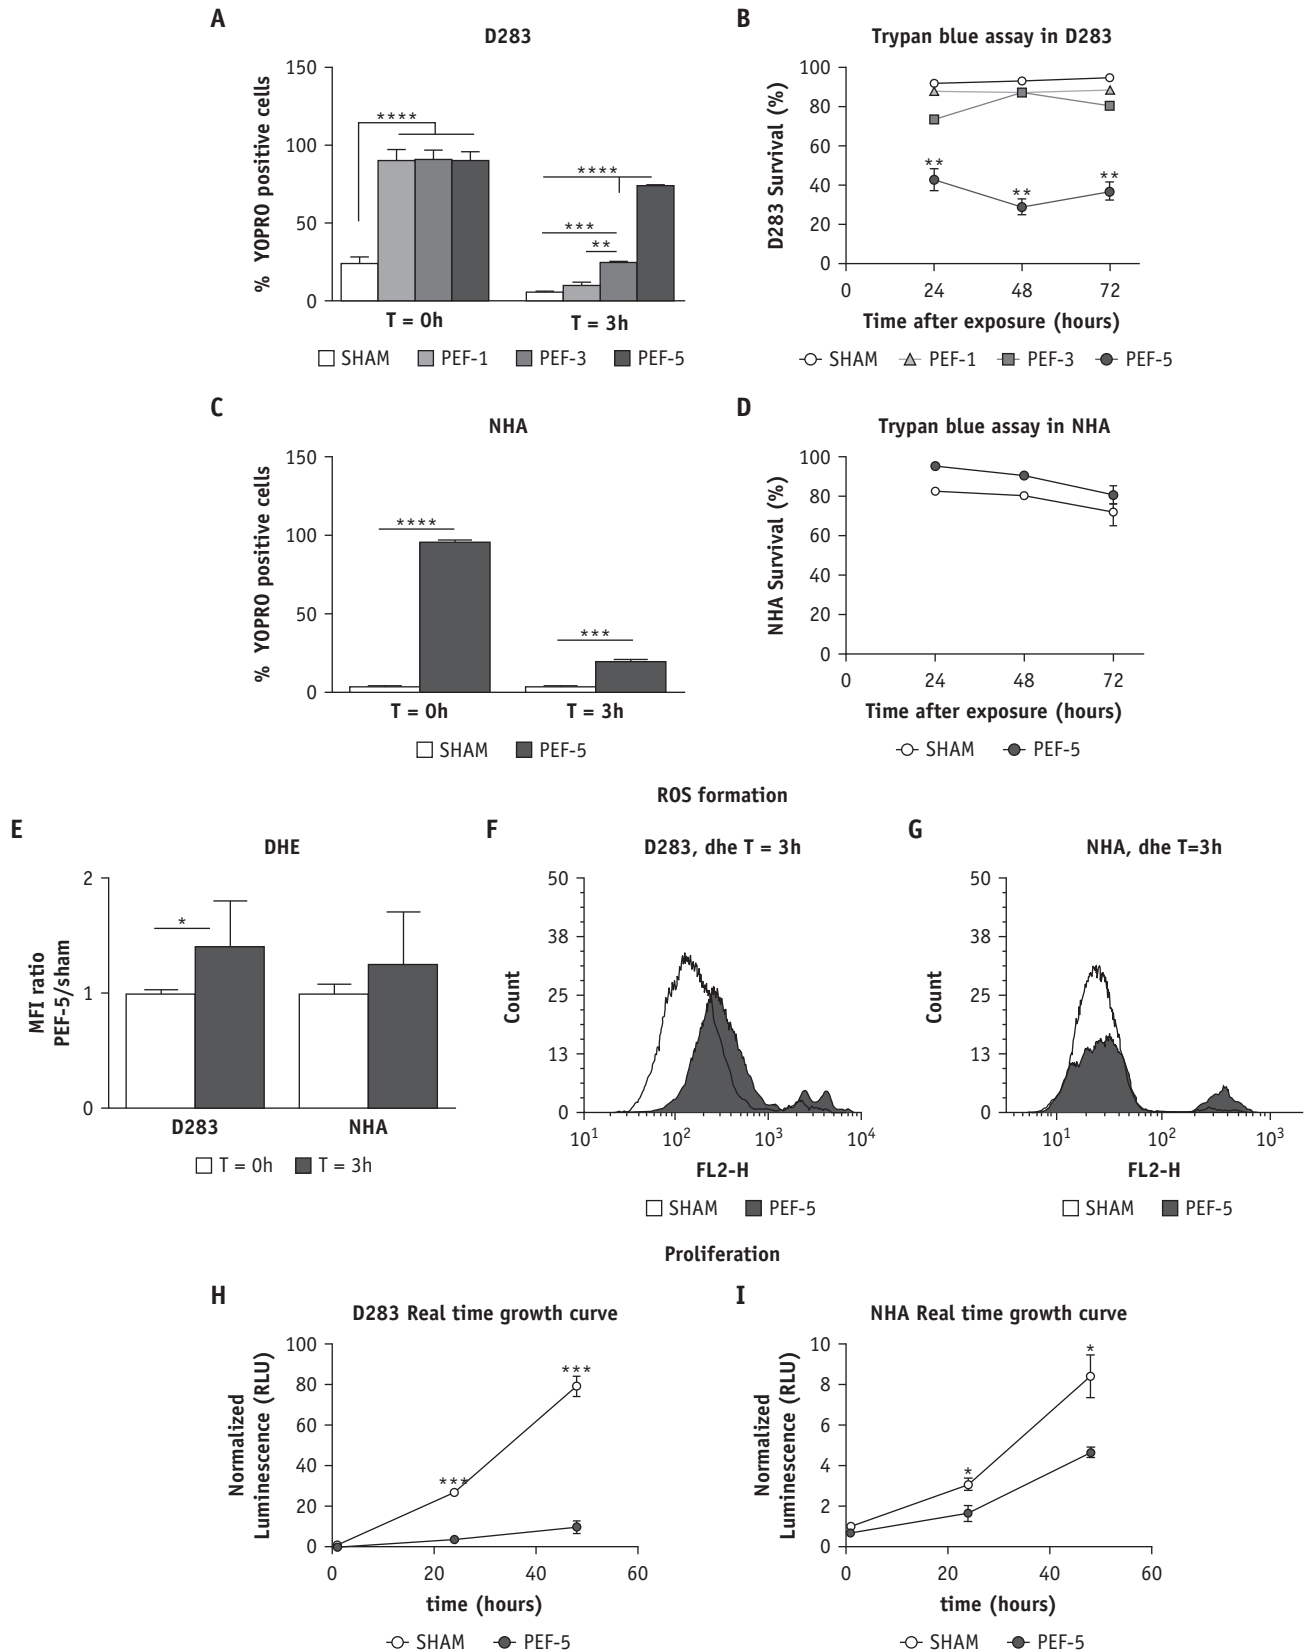 A
D283
% YOPRO positive cells
150
100
50
0
****
****
***
**
T = 0h
T = 3h
SHAM PEF-1 PEF-3 PEF-5
B
Trypan blue assay in D283
D283 Survival (%)
100
80
60
40
20
0
**
**
**
0 24 48 72
Time after exposure (hours)
SHAM PEF-1 PEF-3 PEF-5
C
NHA
% YOPRO positive cells
150
100
50
0
****
***
T = 0h
T = 3h
SHAM PEF-5
D
Trypan blue assay in NHA
NHA Survival (%)
100
80
60
40
20
0
0 24 48 72
Time after exposure (hours)
SHAM PEF-5
ROS formation
E
DHE
MFI ratio
PEF-5/sham
2
1
0
*
D283 NHA
T = 0h T = 3h
F
D283, dhe T = 3h
Count
50
38
25
13
0
10¹ 10² 10³ 10⁴
FL2-H
SHAM PEF-5
G
NHA, dhe T=3h
Count
50
38
25
13
0
10¹ 10² 10³
FL2-H
SHAM PEF-5
Proliferation
H
D283 Real time growth curve
Normalized
Luminescence (RLU)
100
80
60
40
20
0
***
***
0 20 40 60
time (hours)
SHAM PEF-5
I
NHA Real time growth curve
Normalized
Luminescence (RLU)
10
8
6
4
2
0
*
*
0 20 40 60
time (hours)
SHAM PEF-5